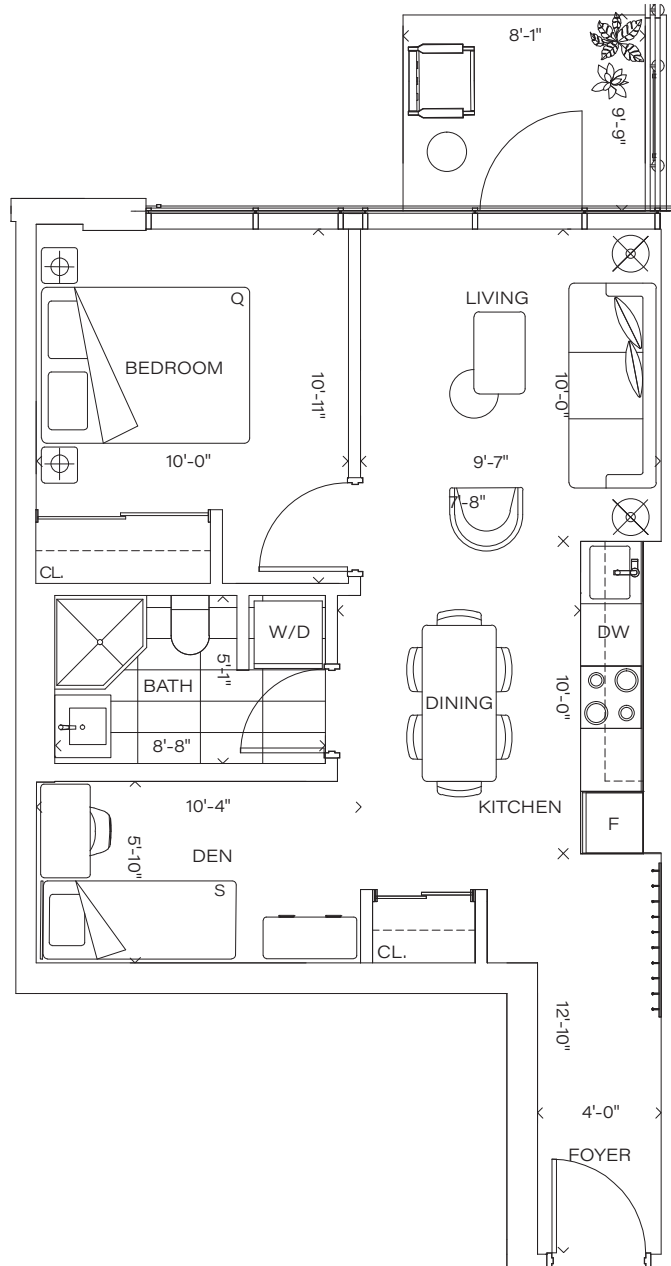 8'-1"
9'-9"
Q
LIVING
BEDROOM
10'-11"
10'-0"
10'-0"
9'-7"
7'-8"
CL.
W/D
DW
5'-1"
BATH
10'-0"
DINING
8'-8"
10'-4"
KITCHEN
F
5'-10"
DEN
S
CL.
12'-10"
4'-0"
FOYER